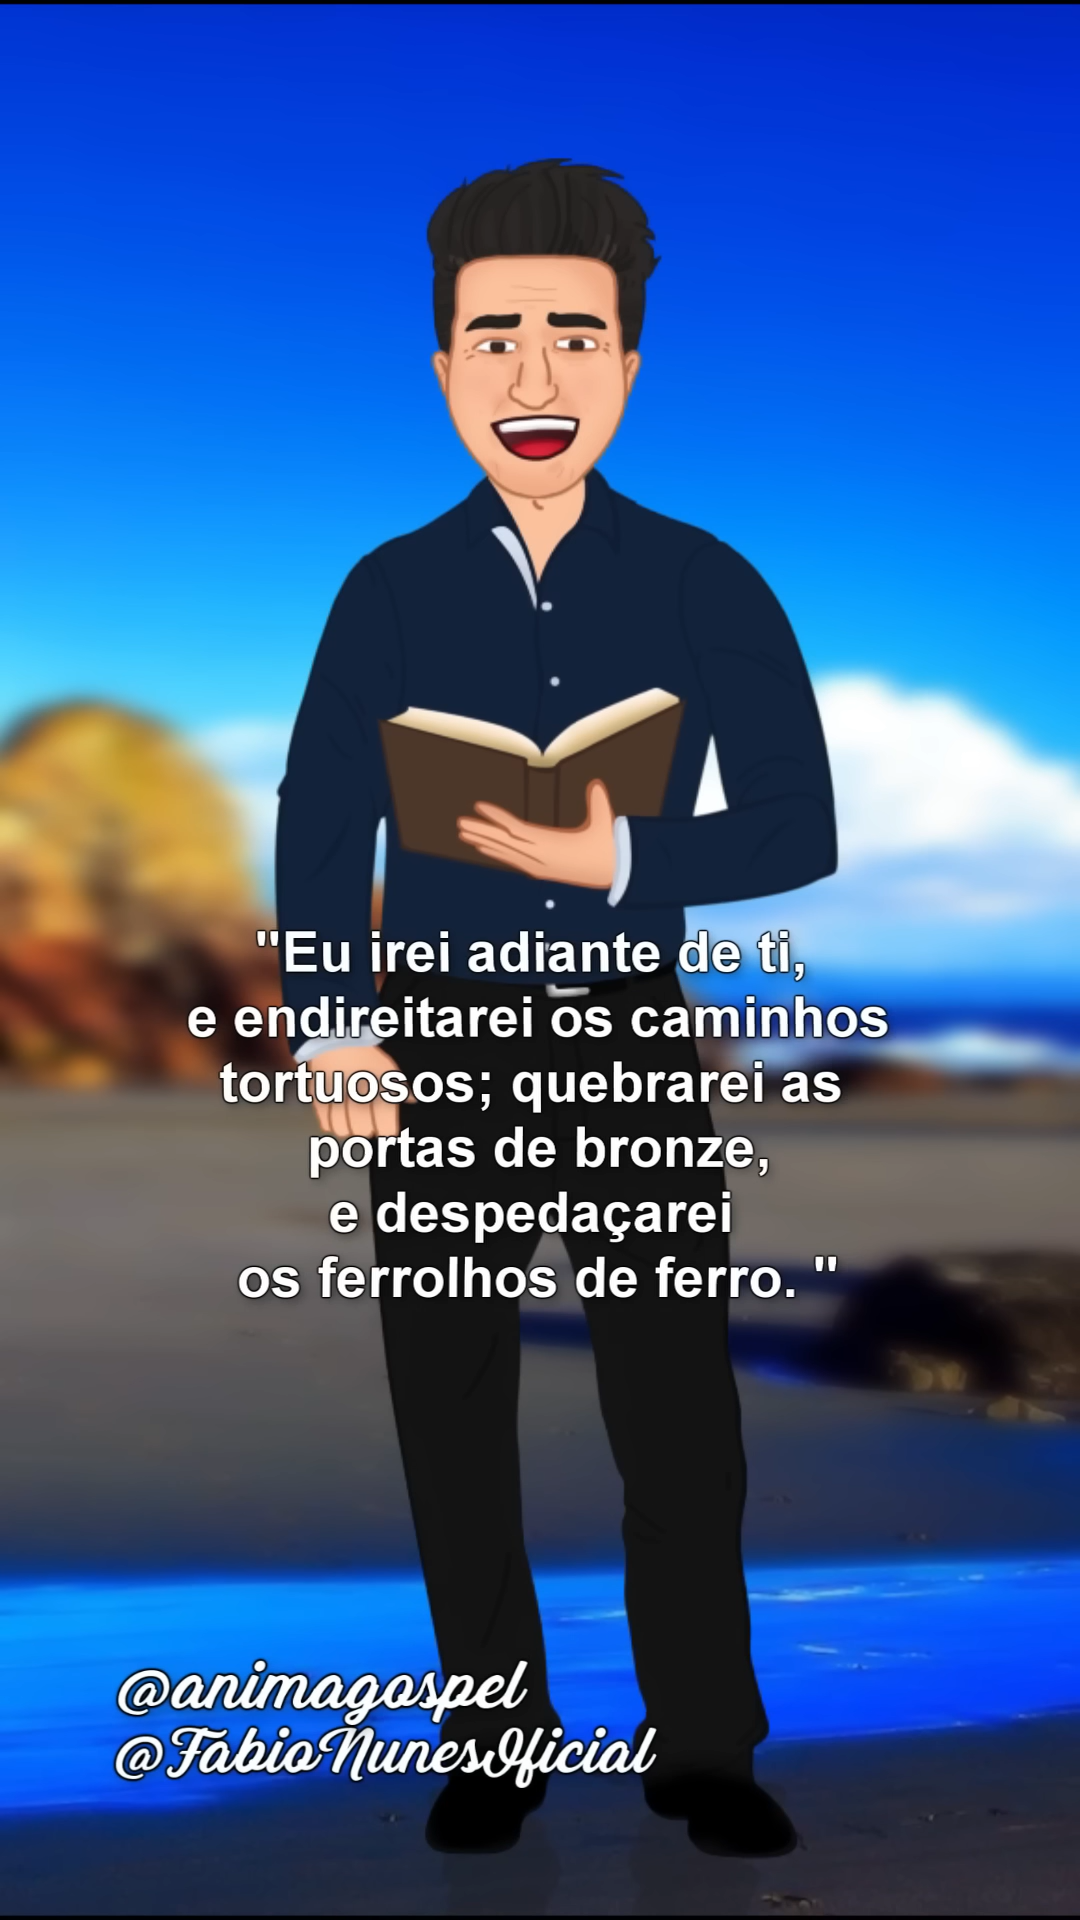 "Eu irei adiante de ti,
e endireitarei os caminhos
tortuosos; quebrarei as
portas de bronze,
e despedaçarei
os ferrolhos de ferro. "
@animagospel
@FabioNunesOficial